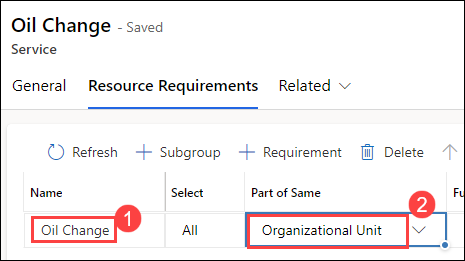 Oil Change - Saved
Service
General Resource Requirements Related
Refresh Subgroup Requirement Delete
Name Select Part of Same Fu
1 2
Oil Change All Organizational Unit